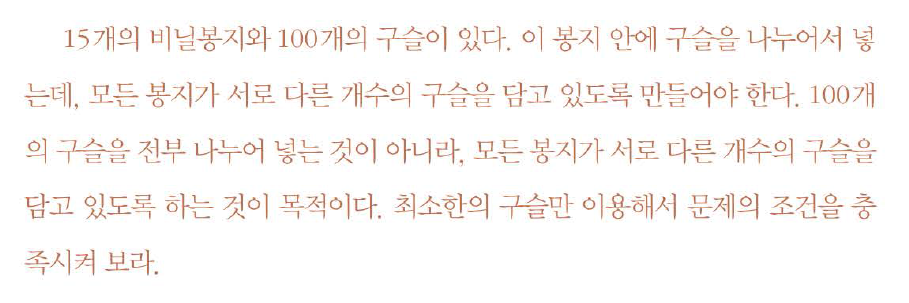 15개의 비닐봉지와 100개의 구슬이 있다. 이 봉지 안에 구슬을 나누어서 넣
는데, 모든 봉지가 서로 다른 개수의 구슬을 담고 있도록 만들어야 한다. 100개
의 구슬을 전부 나누어 넣는 것이 아니라, 모든 봉지가 서로 다른 개수의 구슬을
담고 있도록 하는 것이 목적이다. 최소한의 구슬만 이용해서 문제의 조건을 충
족시켜 보라.